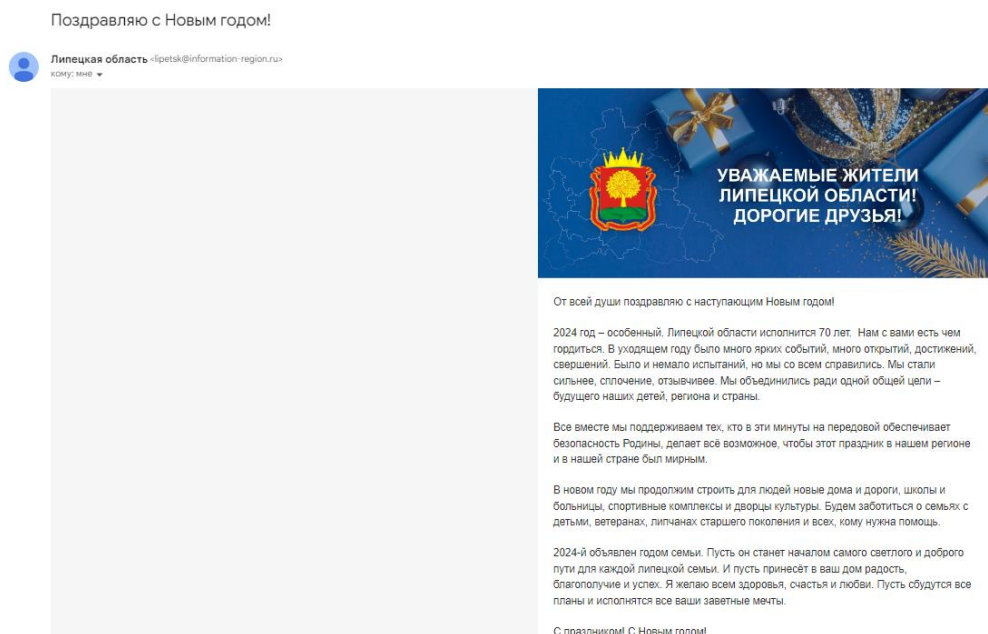 Поздравляю с Новым годом!
Липецкая область <lipetsk@information-region.ru>
кому: мне
УВАЖАЕМЫЕ ЖИТЕЛИ
ЛИПЕЦКОЙ ОБЛАСТИ!
ДОРОГИЕ ДРУЗЬЯ!
От всей души поздравляю с наступающим Новым годом!
2024 год – особенный. Липецкой области исполнится 70 лет. Нам с вами есть чем
гордиться. В уходящем году было много ярких событий, много открытий, достижений,
свершений. Было и немало испытаний, но мы со всем справились. Мы стали
сильнее, сплочение, отзывчивее. Мы объединились ради одной общей цели –
будущего наших детей, региона и страны.
Все вместе мы поддерживаем тех, кто в эти минуты на передовой обеспечивает
безопасность Родины, делает всё возможное, чтобы этот праздник в нашем регионе
и в нашей стране был мирным.
В новом году мы продолжим строить для людей новые дома и дороги, школы и
больницы, спортивные комплексы и дворцы культуры. Будем заботиться о семьях с
детьми, ветеранах, липчанах старшего поколения и всех, кому нужна помощь.
2024-й объявлен годом семьи. Пусть он станет началом самого светлого и доброго
пути для каждой липецкой семьи. И пусть принесёт в ваш дом радость,
благополучие и успех. Я желаю всем здоровья, счастья и любви. Пусть сбудутся все
планы и исполнятся все ваши заветные мечты.
С праздником! С Новым годом!